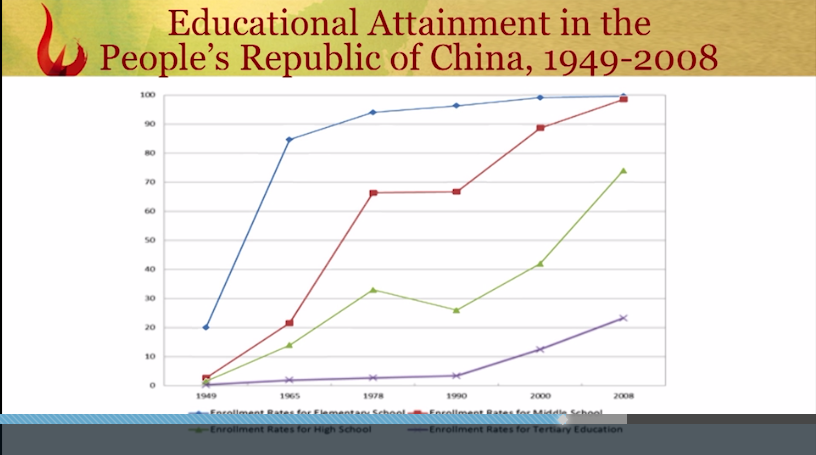 Educational Attainment in the
People's Republic of China, 1949-2008
100
90
80
70
60
50
40
30
20
10
0
1949 1965 1978 1990 2000 2008
Enrollment Rates for Elementary School Enrollment Rates for Middle School
Enrollment Rates for High School Enrollment Rates for Tertiary Education